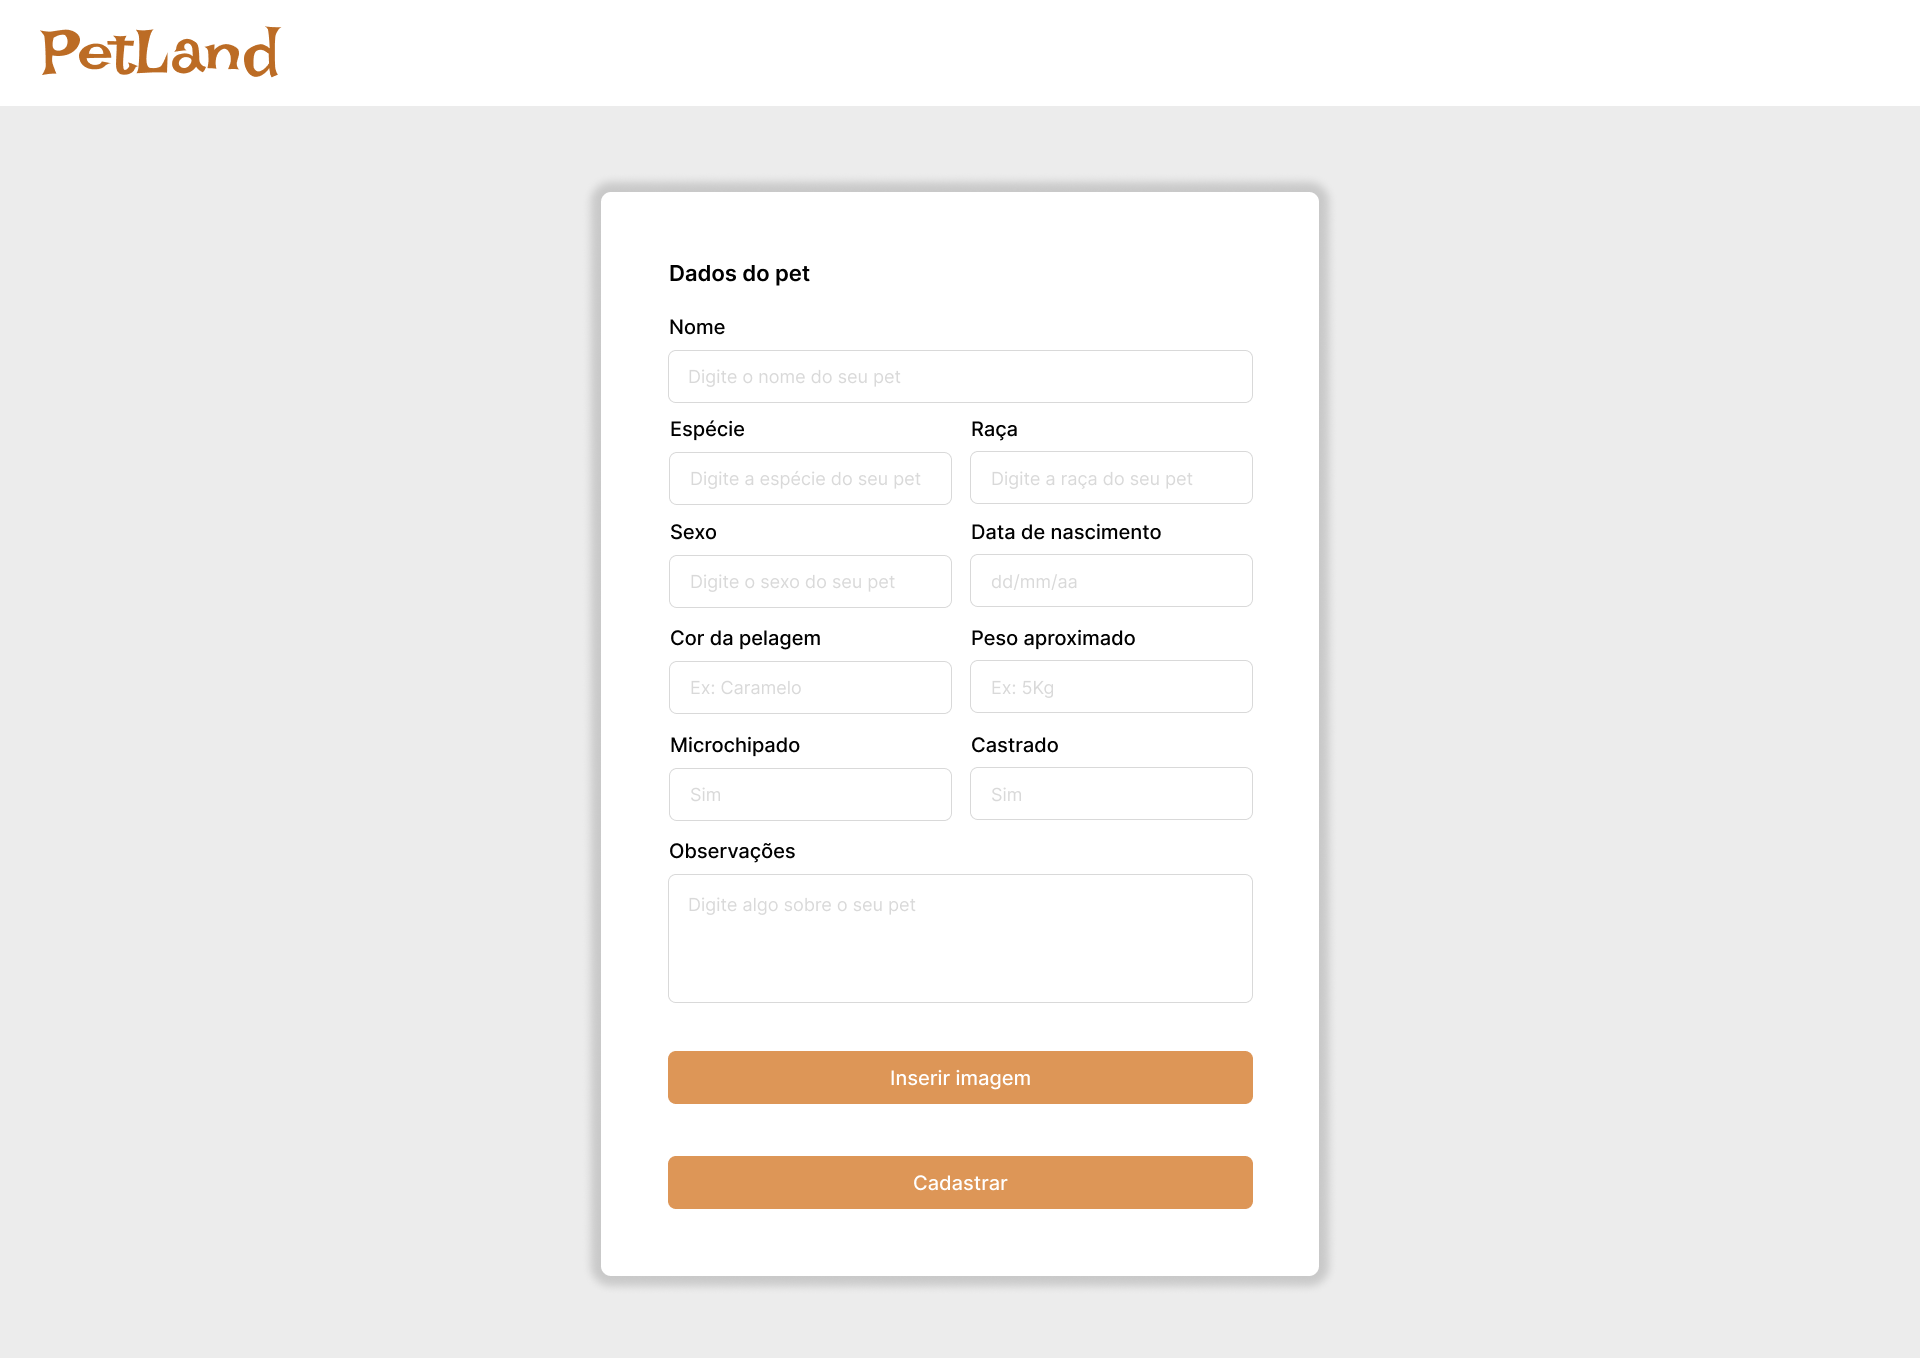 PetLand
Dados do pet
Nome
Digite o nome do seu pet
Espécie
Raça
Digite a espécie do seu pet
Digite a raça do seu pet
Sexo
Data de nascimento
Digite o sexo do seu pet
dd/mm/aa
Cor da pelagem
Peso aproximado
Ex: Caramelo
Ex: 5Kg
Microchipado
Castrado
Sim
Sim
Observações
Digite algo sobre o seu pet
Inserir imagem
Cadastrar